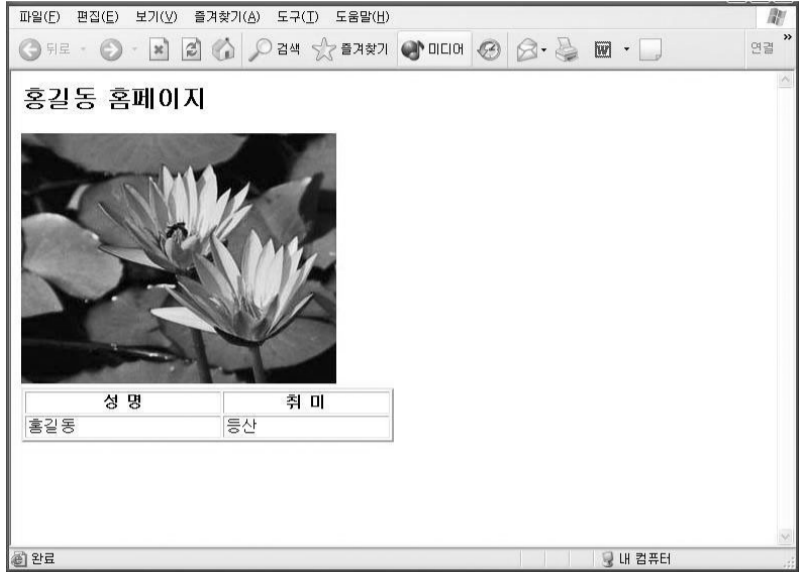 파일(F) 편집(E) 보기(V) 즐겨찾기(A) 도구(T) 도움말(H)
뒤로 검색 즐겨찾기 미디어 연결 »
홍길동 홈페이지
성 명 취 미
홍길동 등산
완료 내 컴퓨터